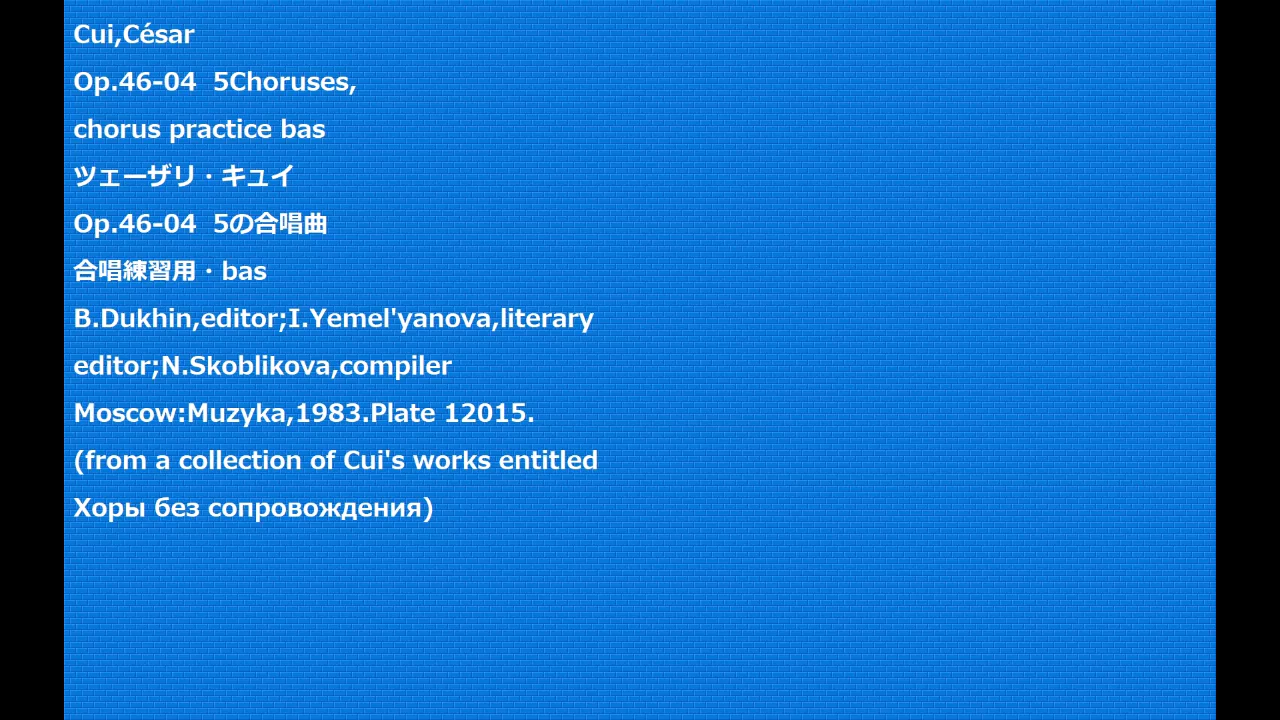 Cui,César
Op.46-04  5Choruses,
chorus practice bas
ツェーザリ・キュイ
Op.46-04  5の合唱曲
合唱練習用・bas
B.Dukhin,editor;I.Yemel'yanova,literary
editor;N.Skoblikova,compiler
Moscow:Muzyka,1983.Plate 12015.
(from a collection of Cui's works entitled
Хоры без сопровождения)